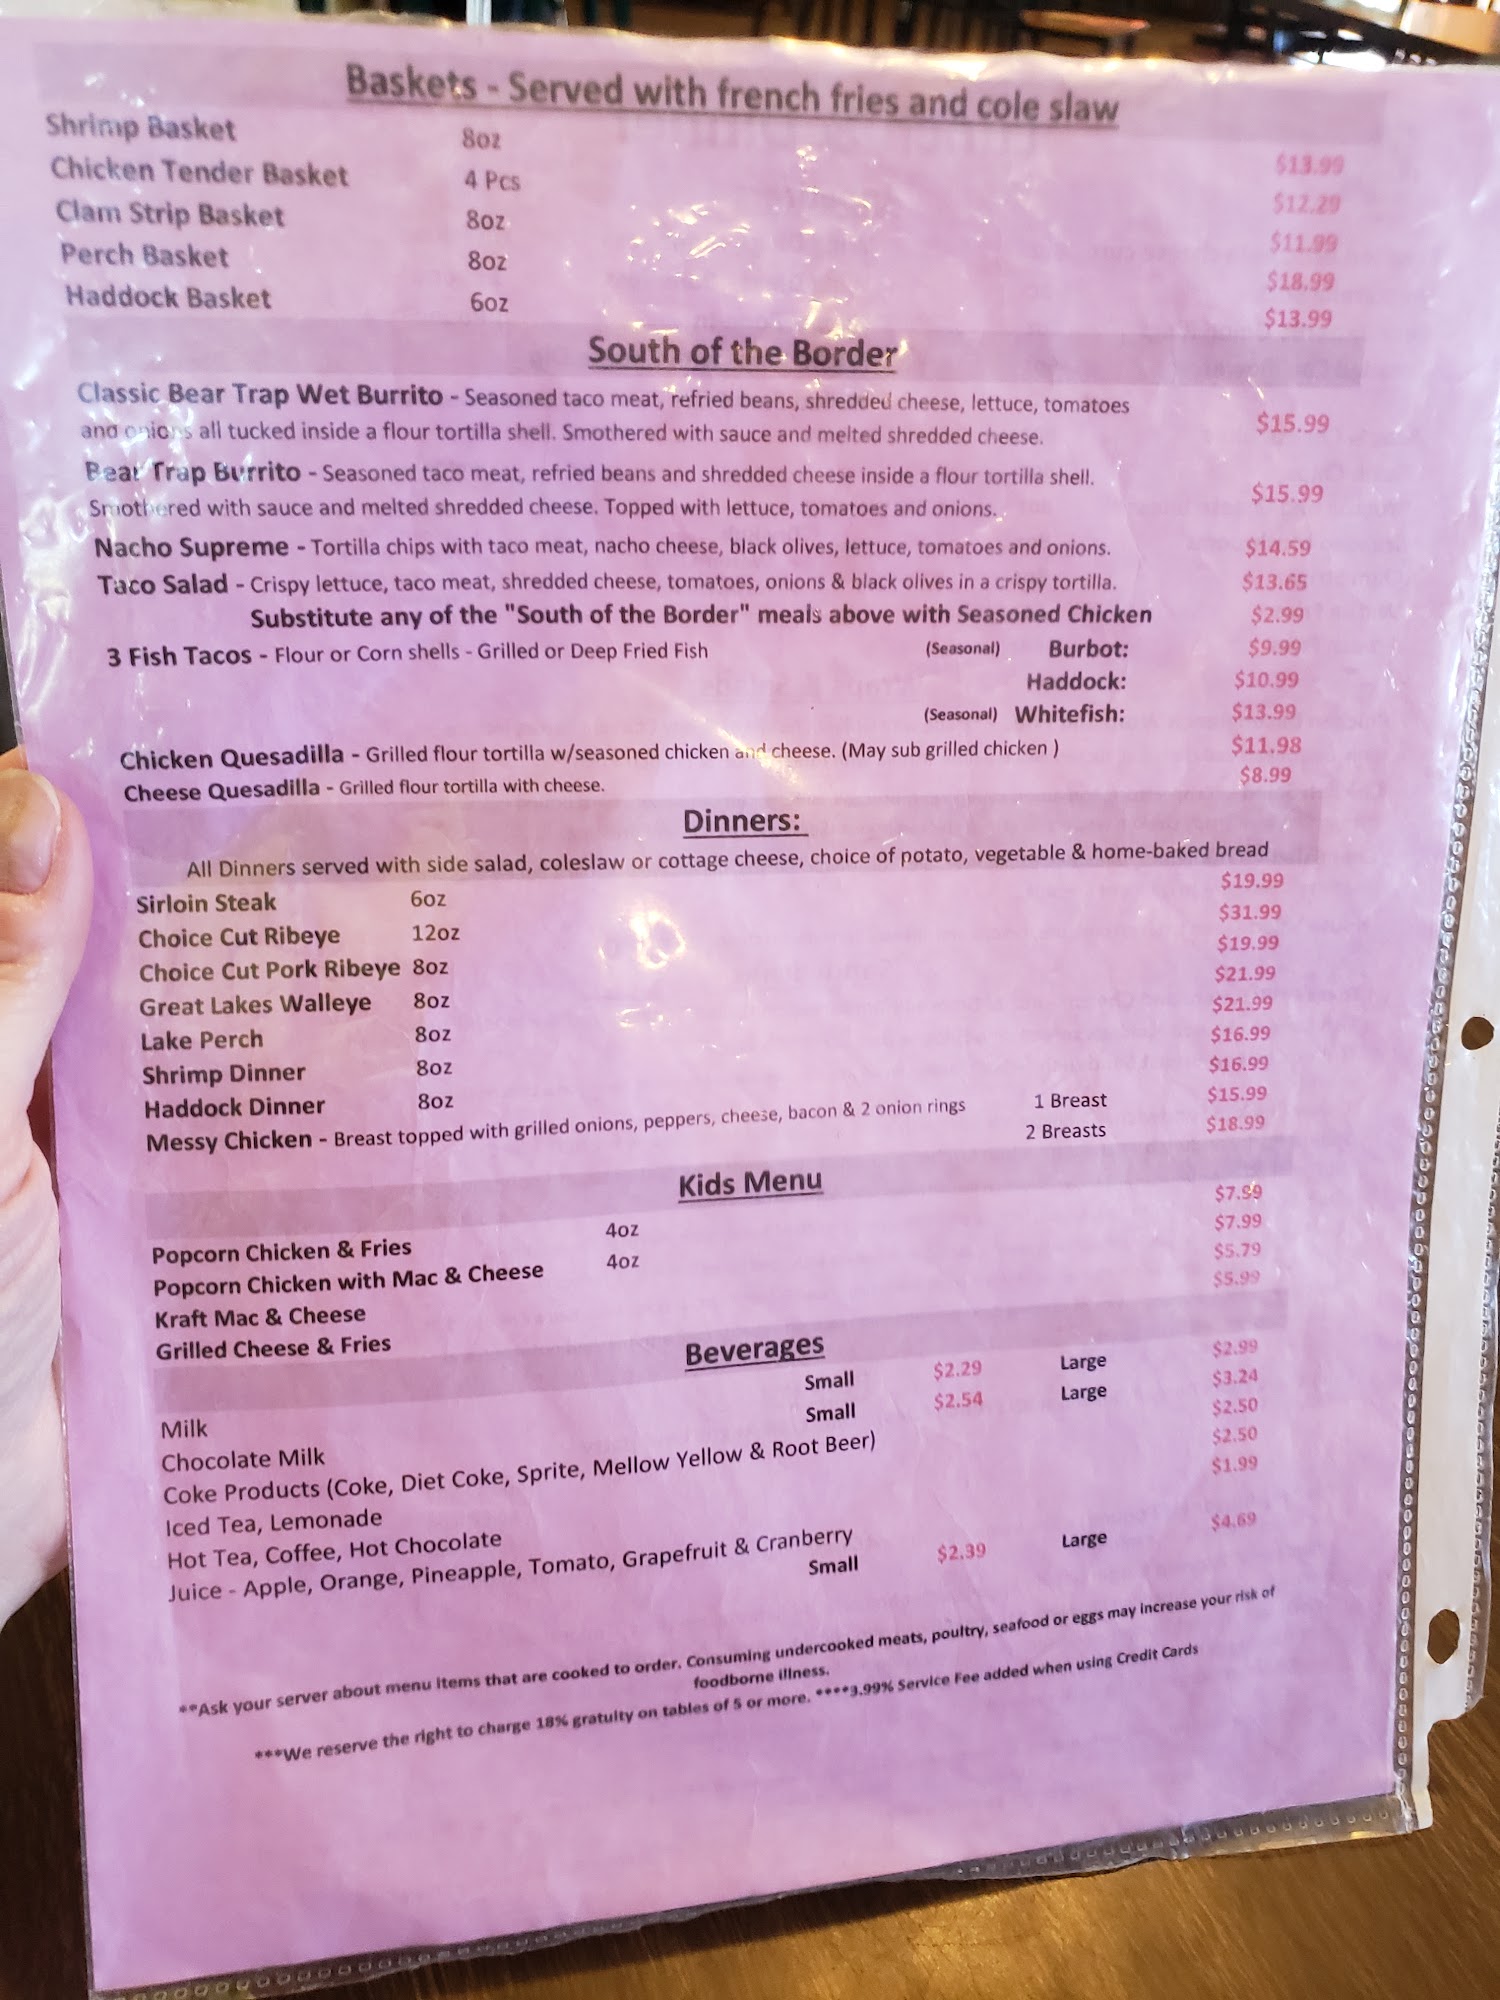 Baskets - Served with french fries and cole slaw
Shrimp Basket 8oz $13.99
Chicken Tender Basket 4 Pcs $12.29
Clam Strip Basket 8oz $11.99
Perch Basket 8oz $18.99
Haddock Basket 6oz $13.99
South of the Border
Classic Bear Trap Wet Burrito - Seasoned taco meat, refried beans, shredded cheese, lettuce, tomatoes
and onions all tucked inside a flour tortilla shell. Smothered with sauce and melted shredded cheese. $15.99
Bear Trap Burrito - Seasoned taco meat, refried beans and shredded cheese inside a flour tortilla shell.
Smothered with sauce and melted shredded cheese. Topped with lettuce, tomatoes and onions. $15.99
Nacho Supreme - Tortilla chips with taco meat, nacho cheese, black olives, lettuce, tomatoes and onions. $14.59
Taco Salad - Crispy lettuce, taco meat, shredded cheese, tomatoes, onions & black olives in a crispy tortilla. $13.65
Substitute any of the "South of the Border" meals above with Seasoned Chicken $2.99
3 Fish Tacos - Flour or Corn shells - Grilled or Deep Fried Fish (Seasonal) Burbot: $9.99
Haddock: $10.99
(Seasonal) Whitefish: $13.99
Chicken Quesadilla - Grilled flour tortilla w/seasoned chicken and cheese. (May sub grilled chicken ) $11.98
Cheese Quesadilla - Grilled flour tortilla with cheese. $8.99
Dinners:
All Dinners served with side salad, coleslaw or cottage cheese, choice of potato, vegetable & home-baked bread
Sirloin Steak 6oz $19.99
Choice Cut Ribeye 12oz $31.99
Choice Cut Pork Ribeye 8oz $19.99
Great Lakes Walleye 8oz $21.99
Lake Perch 8oz $21.99
Shrimp Dinner 8oz $16.99
Haddock Dinner 8oz $16.99
Messy Chicken - Breast topped with grilled onions, peppers, cheese, bacon & 2 onion rings 1 Breast $15.99
2 Breasts $18.99
Kids Menu
Popcorn Chicken & Fries 4oz $7.99
Popcorn Chicken with Mac & Cheese 4oz $7.99
Kraft Mac & Cheese $5.79
Grilled Cheese & Fries $5.99
Beverages
Milk Small $2.29 Large $2.99
Chocolate Milk Small $2.54 Large $3.24
Coke Products (Coke, Diet Coke, Sprite, Mellow Yellow & Root Beer) $2.50
Iced Tea, Lemonade $2.50
Hot Tea, Coffee, Hot Chocolate $1.99
Juice - Apple, Orange, Pineapple, Tomato, Grapefruit & Cranberry
Small $2.39 Large $4.69
**Ask your server about menu items that are cooked to order. Consuming undercooked meats, poultry, seafood or eggs may increase your risk of
foodborne illness.
***We reserve the right to charge 18% gratuity on tables of 5 or more. ****3.99% Service Fee added when using Credit Cards